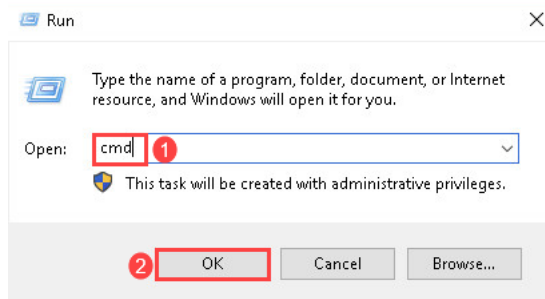 Run
Type the name of a program, folder, document, or Internet
resource, and Windows will open it for you.
Open: cmd 1
This task will be created with administrative privileges.
2 OK Cancel Browse...